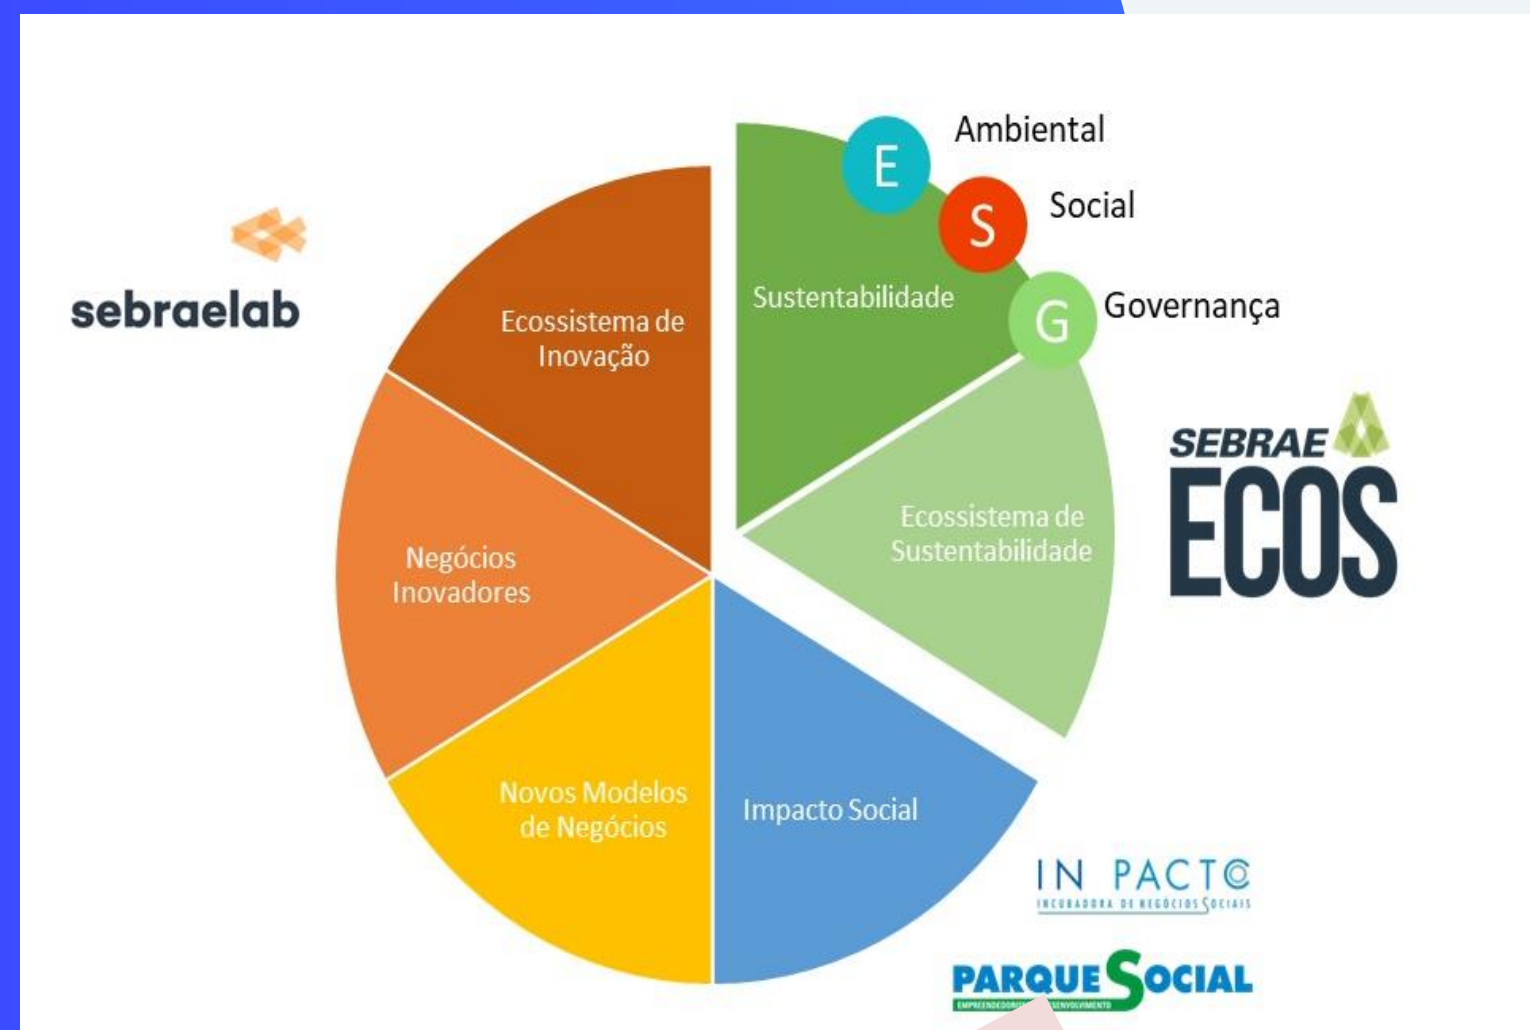 E
Ambiental
S
Social
G
Governança
sebraelab
Sustentabilidade
Ecossistema de
Inovação
SEBRAE
ECOS
Ecossistema de
Sustentabilidade
Negócios
Inovadores
Novos Modelos
de Negócios
Impacto Social
IN PACTO
INCUBADORA DE NEGÓCIOS SOCIAIS
PARQUE SOCIAL